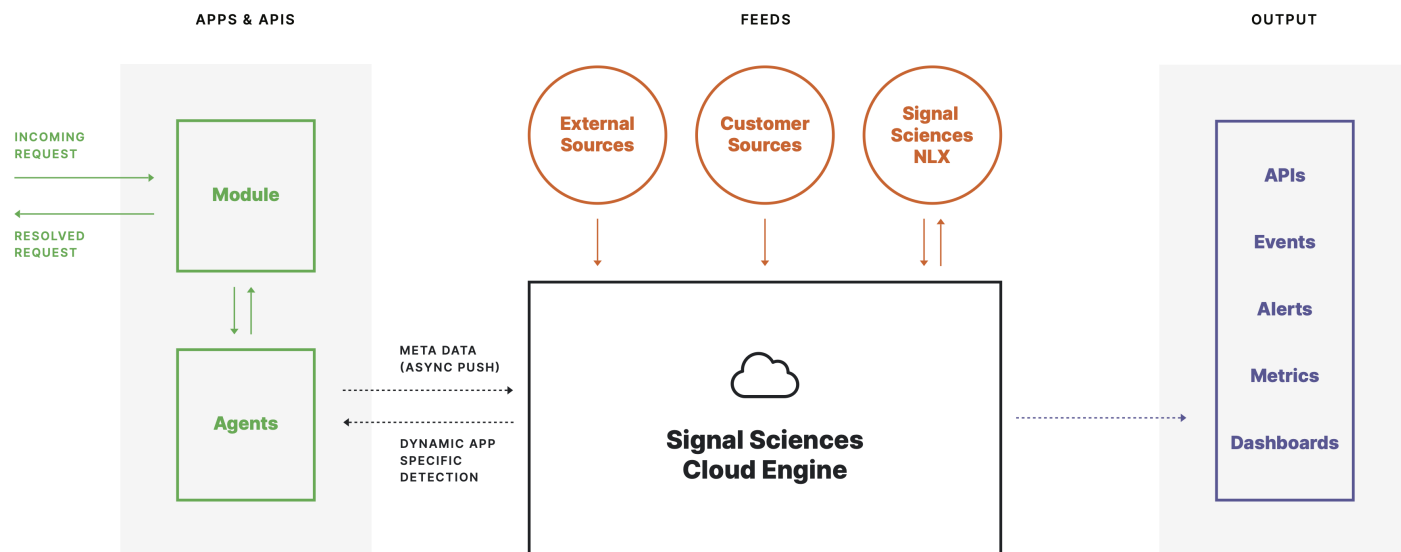 APPS & APIS
FEEDS
OUTPUT
INCOMING
REQUEST
RESOLVED
REQUEST
Module
Agents
META DATA
(ASYNC PUSH)
DYNAMIC APP
SPECIFIC
DETECTION
External
Sources
Customer
Sources
Signal
Sciences
NLX
Signal Sciences
Cloud Engine
APIs
Events
Alerts
Metrics
Dashboards